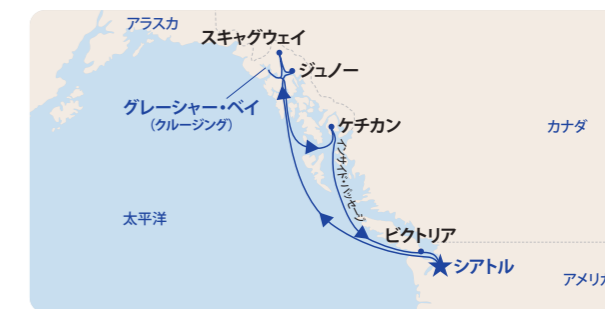 アラスカ
スキャグウェイ
ジュノー
グレーシャー・ベイ
(クルージング)
ケチカン
カナダ
インサイド・パッセージ
太平洋
ビクトリア
シアトル
アメリカ